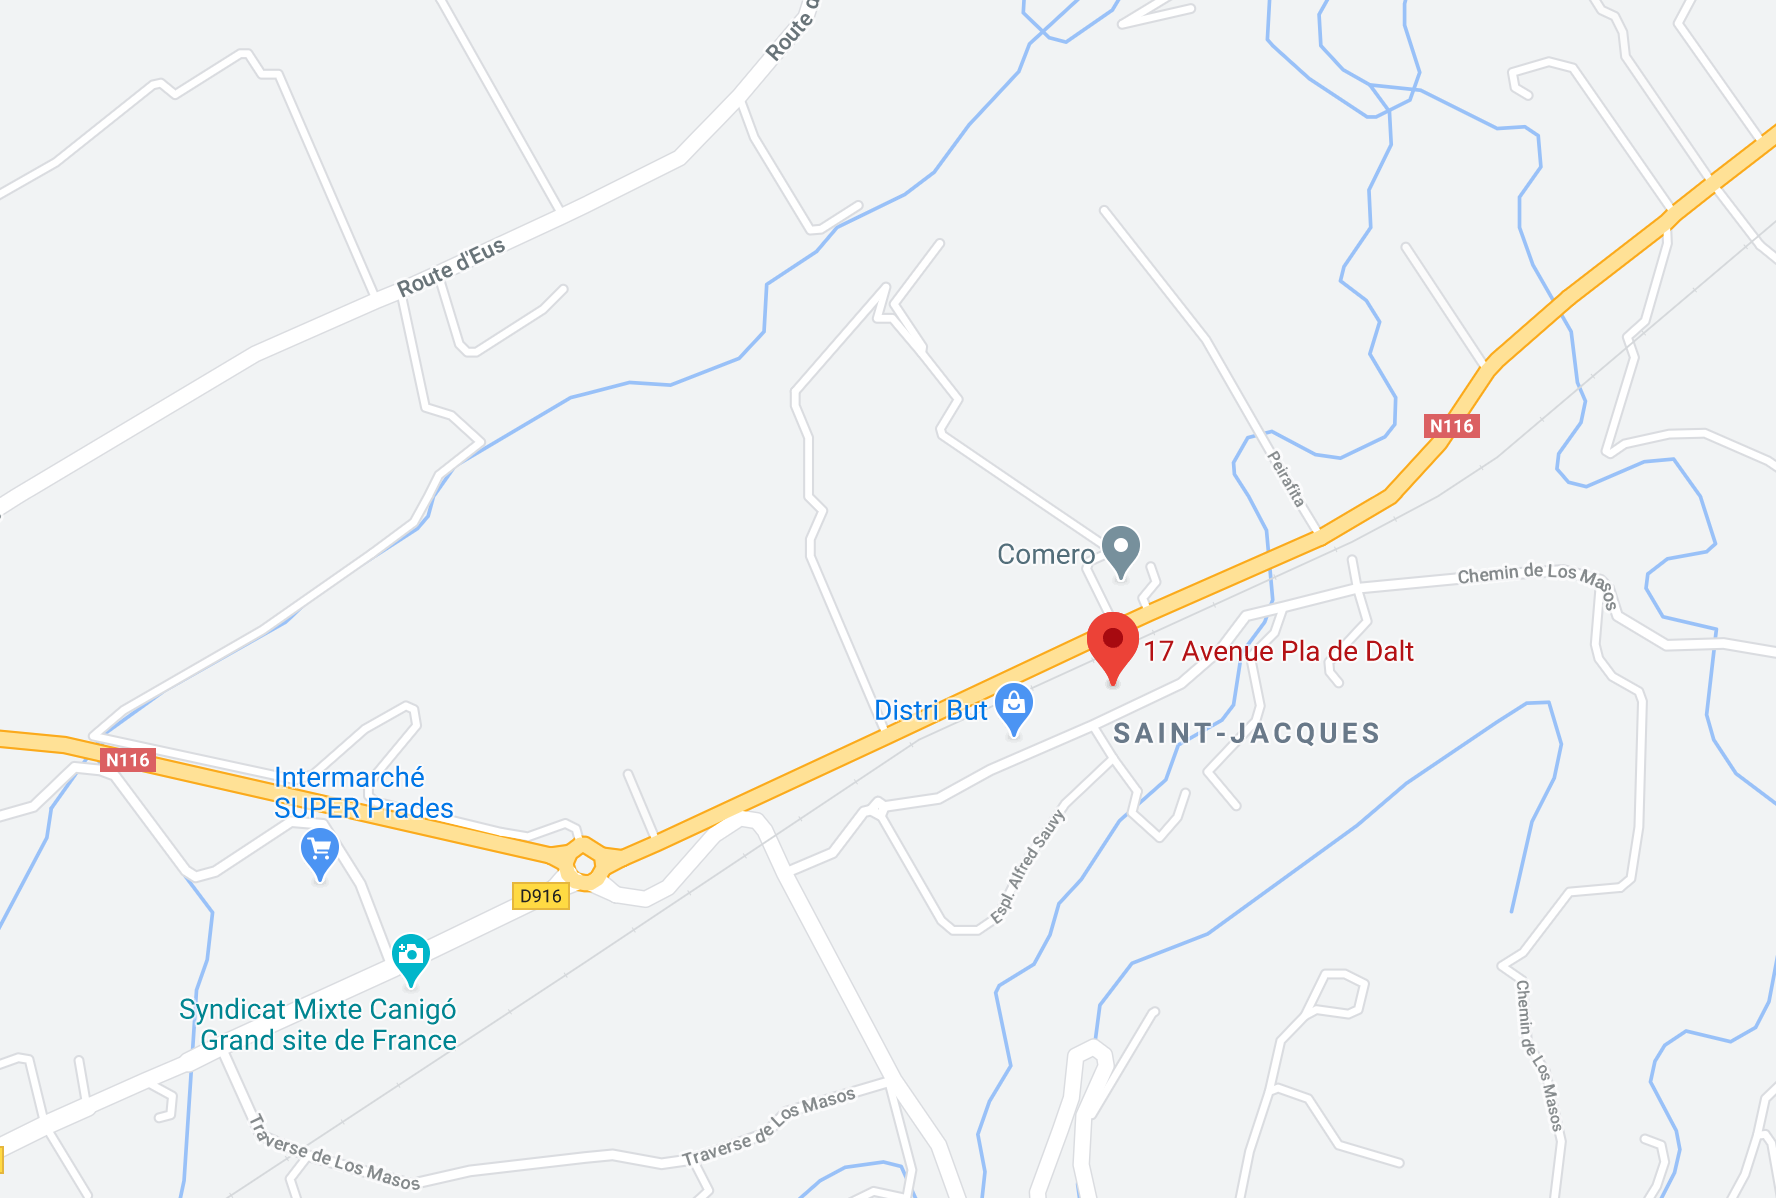 Route d
Route d'Eus
N116
Peirafita
Comero
Chemin de Los Masos
17 Avenue Pla de Dalt
Distri But
SAINT-JACQUES
N116
Intermarché
SUPER Prades
Espl. Alfred Sauvy
D916
Syndicat Mixte Canigó
Grand site de France
Chemin de Los Masos
Traverse de Los Masos
Traverse de Los Masos